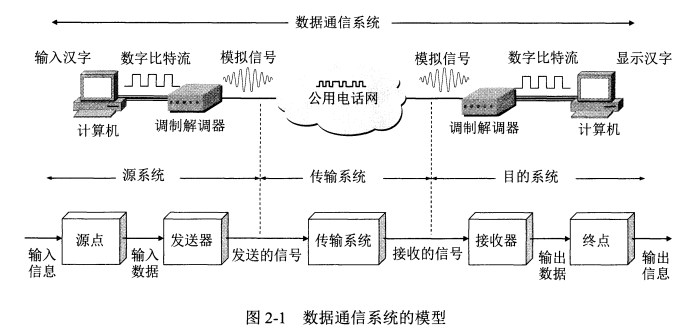 数据通信系统
输入汉字 数字比特流 模拟信号 模拟信号 数字比特流 显示汉字
公用电话网
计算机 调制解调器 调制解调器 计算机
源系统 传输系统 目的系统
源点 发送器 传输系统 接收器 终点
输入信息 输入数据 发送的信号 接收的信号 输出数据 输出信息
图 2-1 数据通信系统的模型